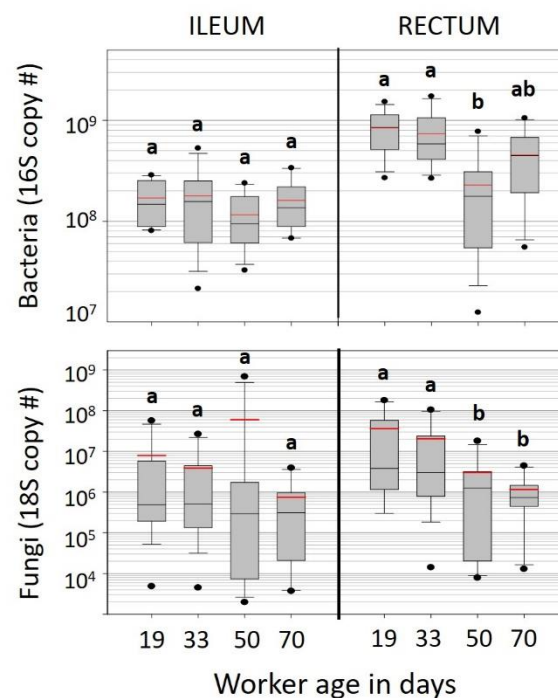 ILEUM RECTUM
Bacteria (16S copy #)
10⁹
10⁸
10⁷
a a a a
a a b ab
Fungi (18S copy #)
10⁹
10⁸
10⁷
10⁶
10⁵
10⁴
a a a a
a a b b
19 33 50 70 19 33 50 70
Worker age in days